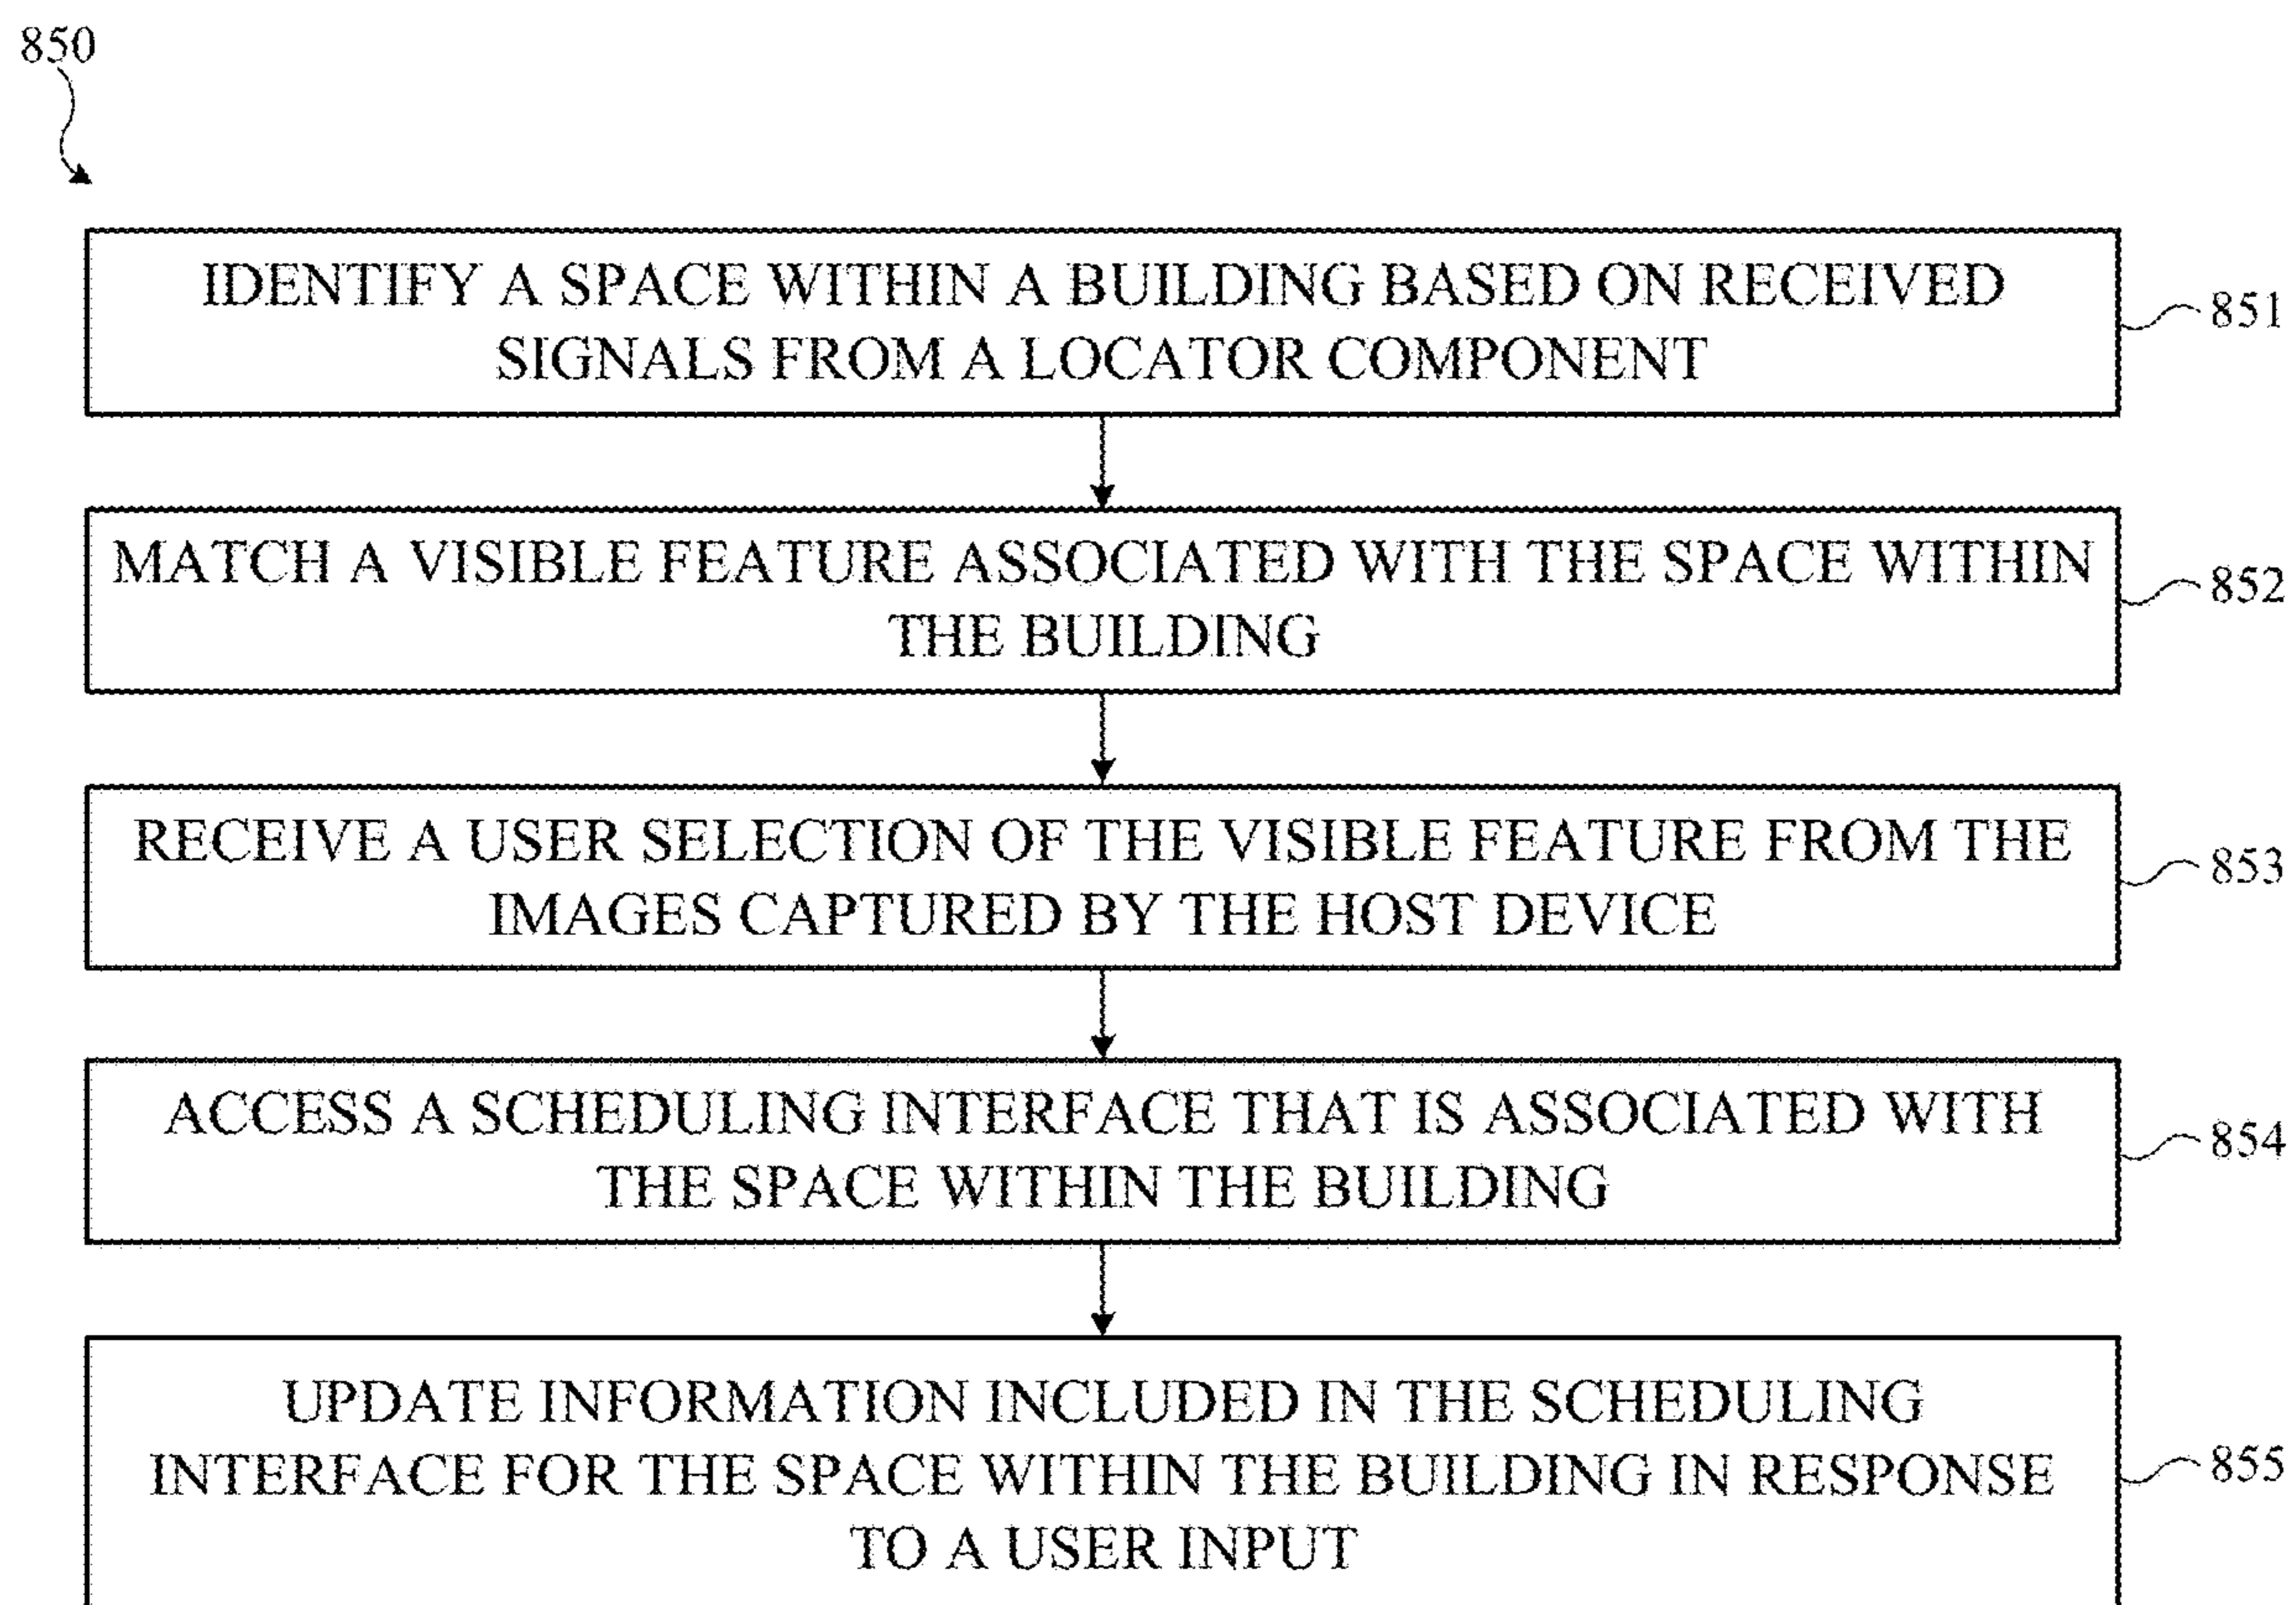 850
IDENTIFY A SPACE WITHIN A BUILDING BASED ON RECEIVED
SIGNALS FROM A LOCATOR COMPONENT
851
MATCH A VISIBLE FEATURE ASSOCIATED WITH THE SPACE WITHIN
THE BUILDING
852
RECEIVE A USER SELECTION OF THE VISIBLE FEATURE FROM THE
IMAGES CAPTURED BY THE HOST DEVICE
853
ACCESS A SCHEDULING INTERFACE THAT IS ASSOCIATED WITH
THE SPACE WITHIN THE BUILDING
854
UPDATE INFORMATION INCLUDED IN THE SCHEDULING
INTERFACE FOR THE SPACE WITHIN THE BUILDING IN RESPONSE
TO A USER INPUT
855